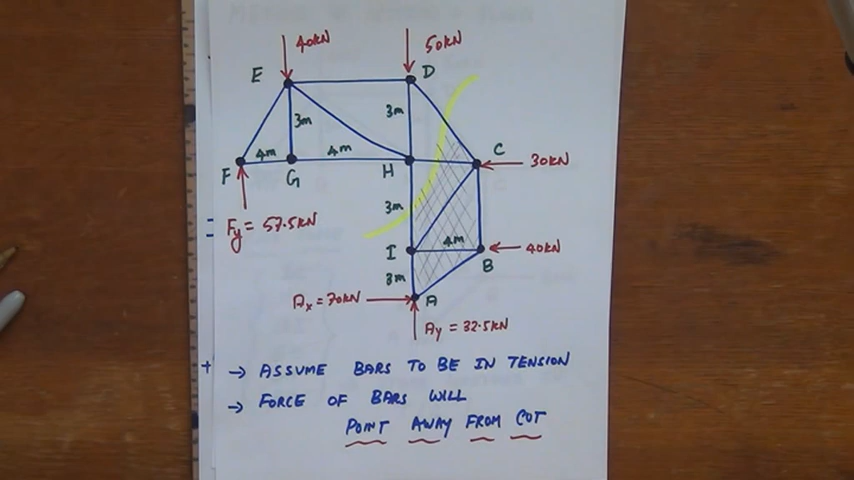 40KN
50KN
E
D
3m
3m
C
30KN
4m
4m
F
G
H
3m
Fy = 57.5KN
I
4m
40KN
B
3m
Ax = 70KN
A
Ay = 32.5KN
→ ASSUME BARS TO BE IN TENSION
→ FORCE OF BARS WILL
POINT AWAY FROM CUT